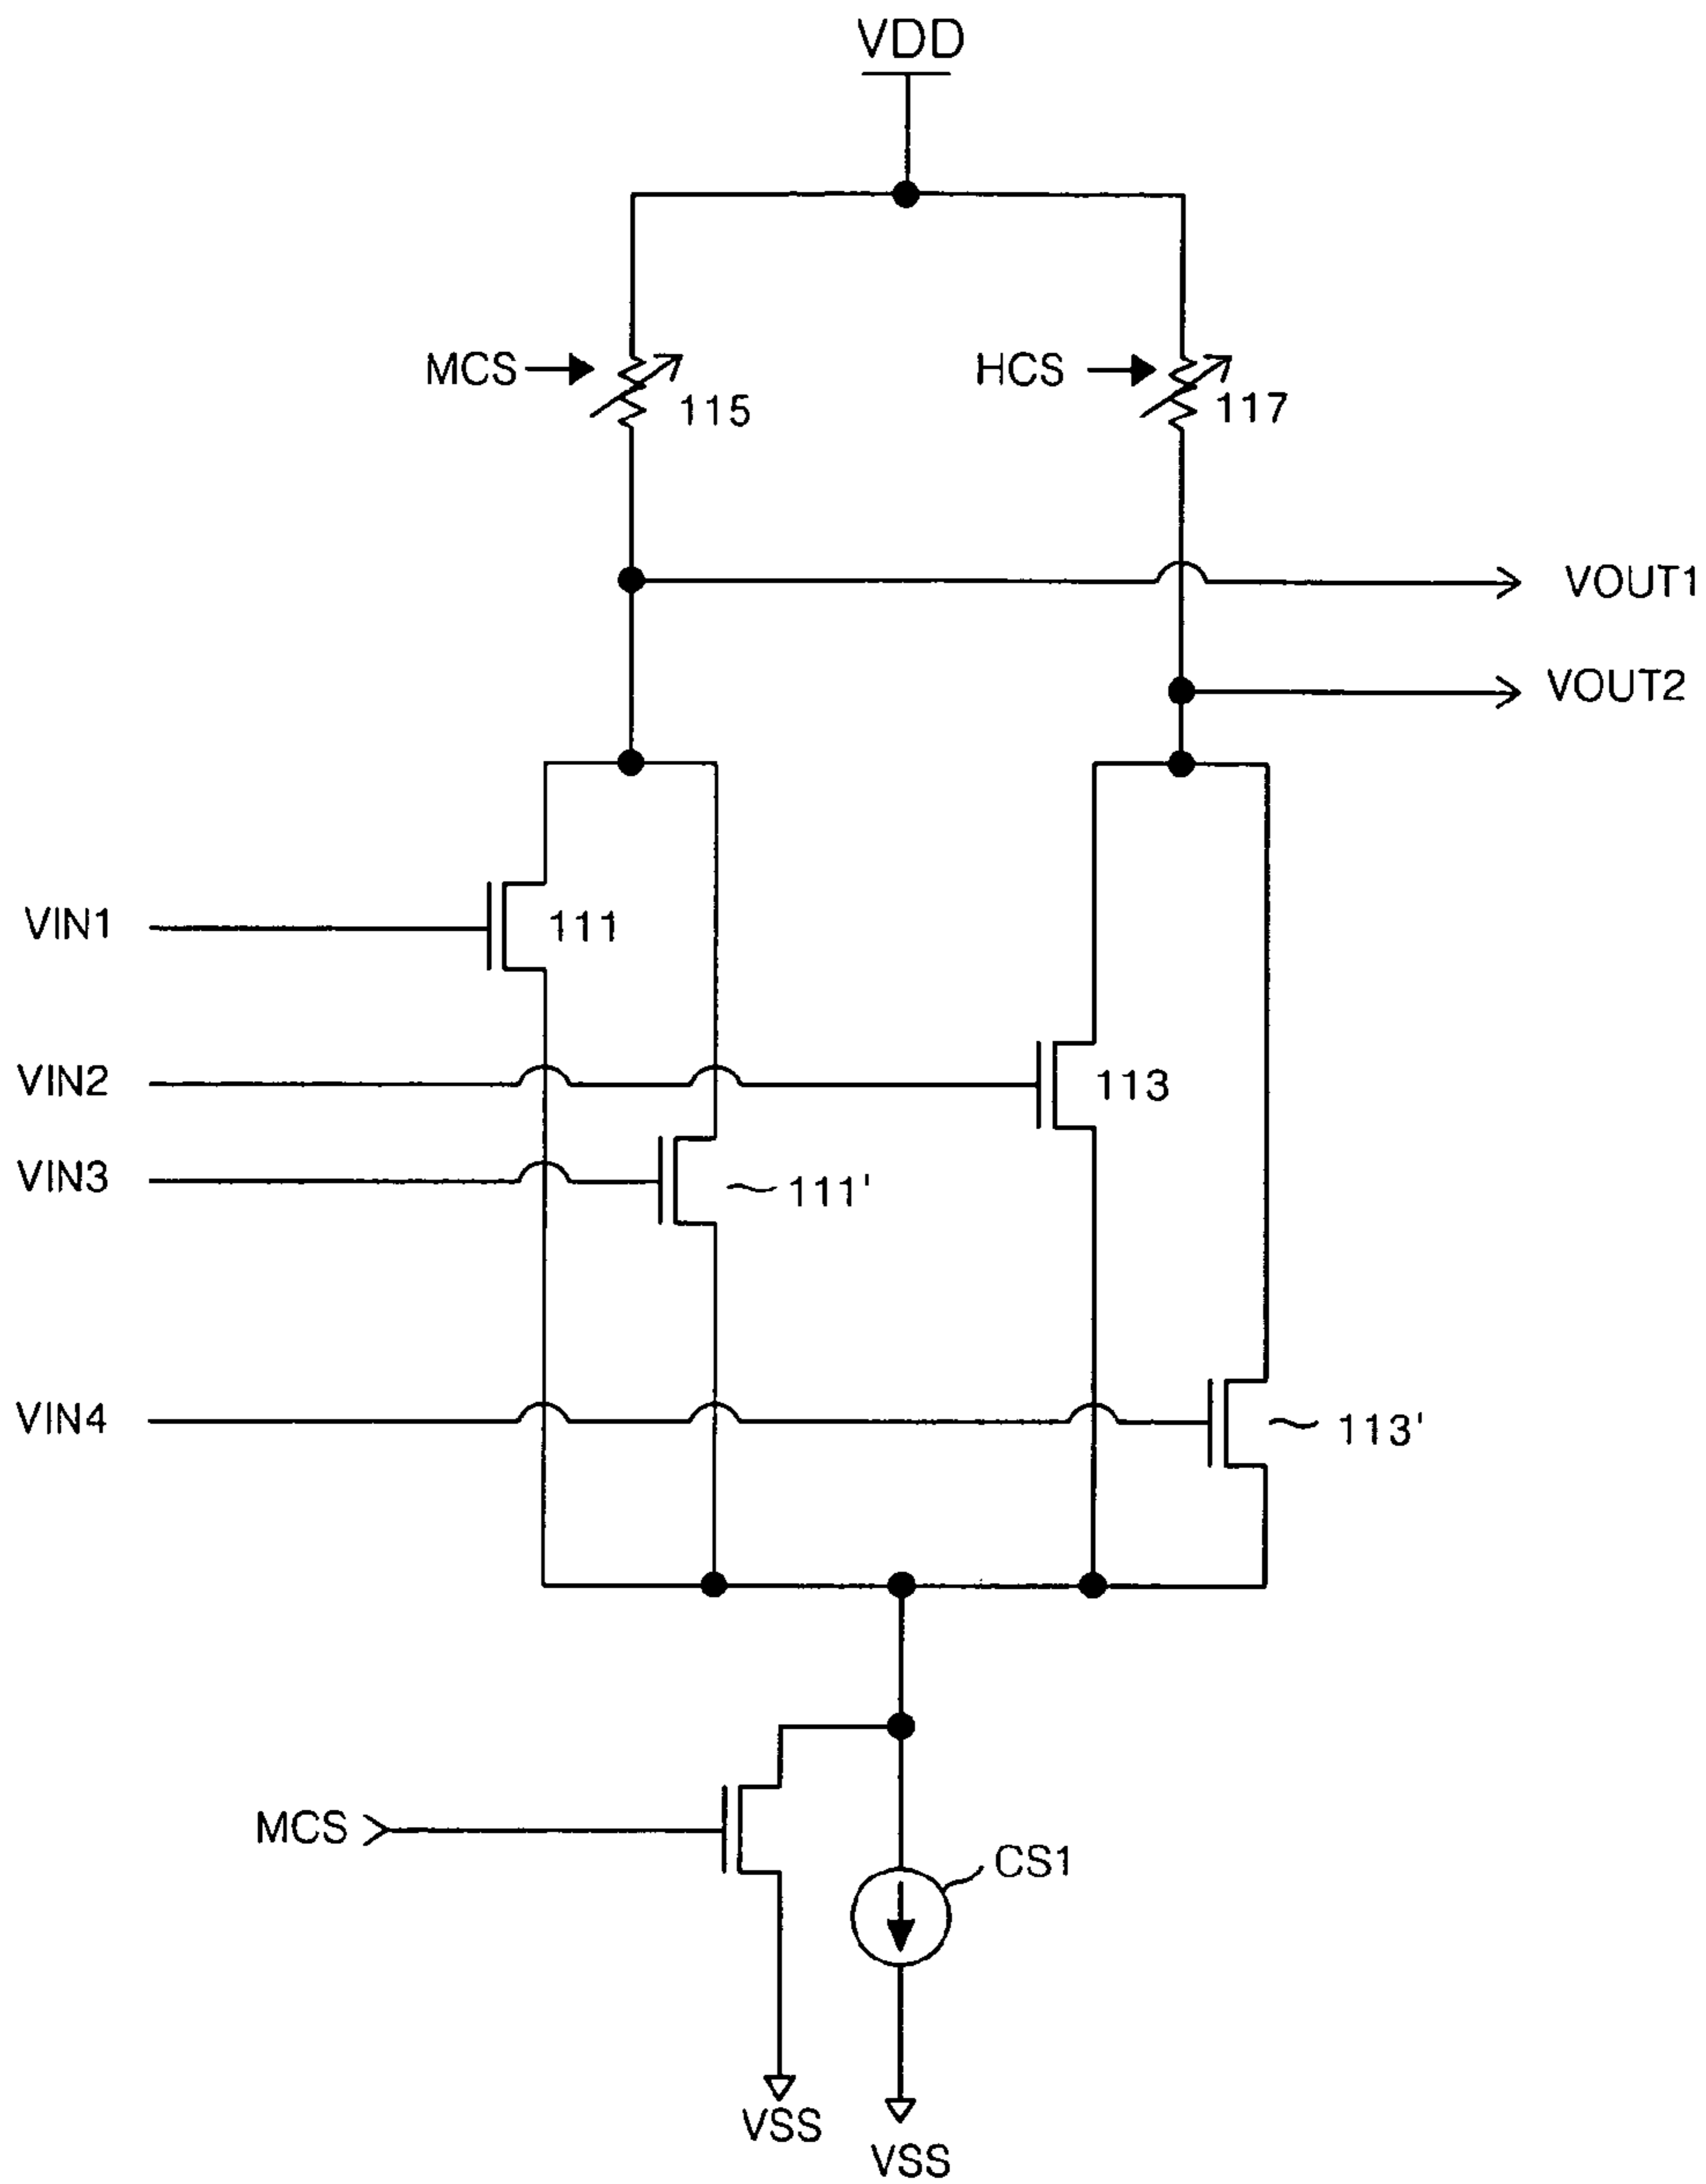 VDD
MCS
115
HCS
117
VOUT1
VOUT2
VIN1
111
VIN2
113
VIN3
111'
VIN4
113'
MCS
CS1
VSS
VSS